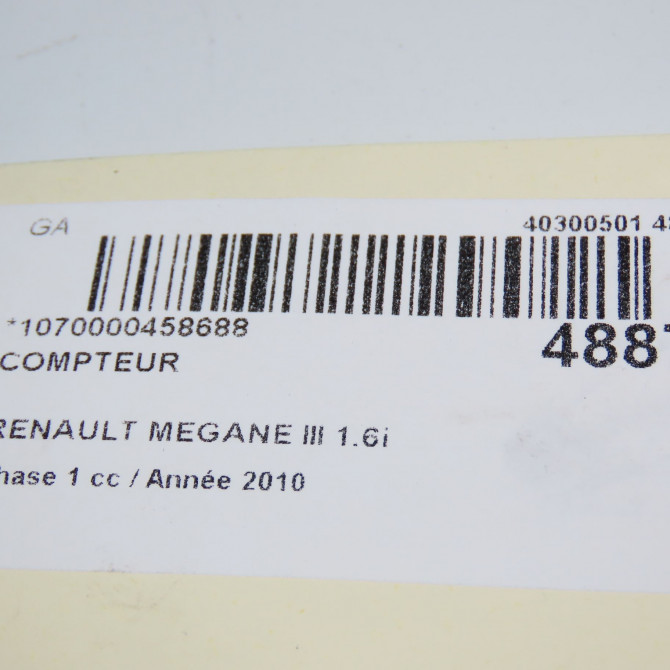 GA 40300501
*1070000458688
COMPTEUR
RENAULT MEGANE III 1.6i
hase 1 cc / Année 2010